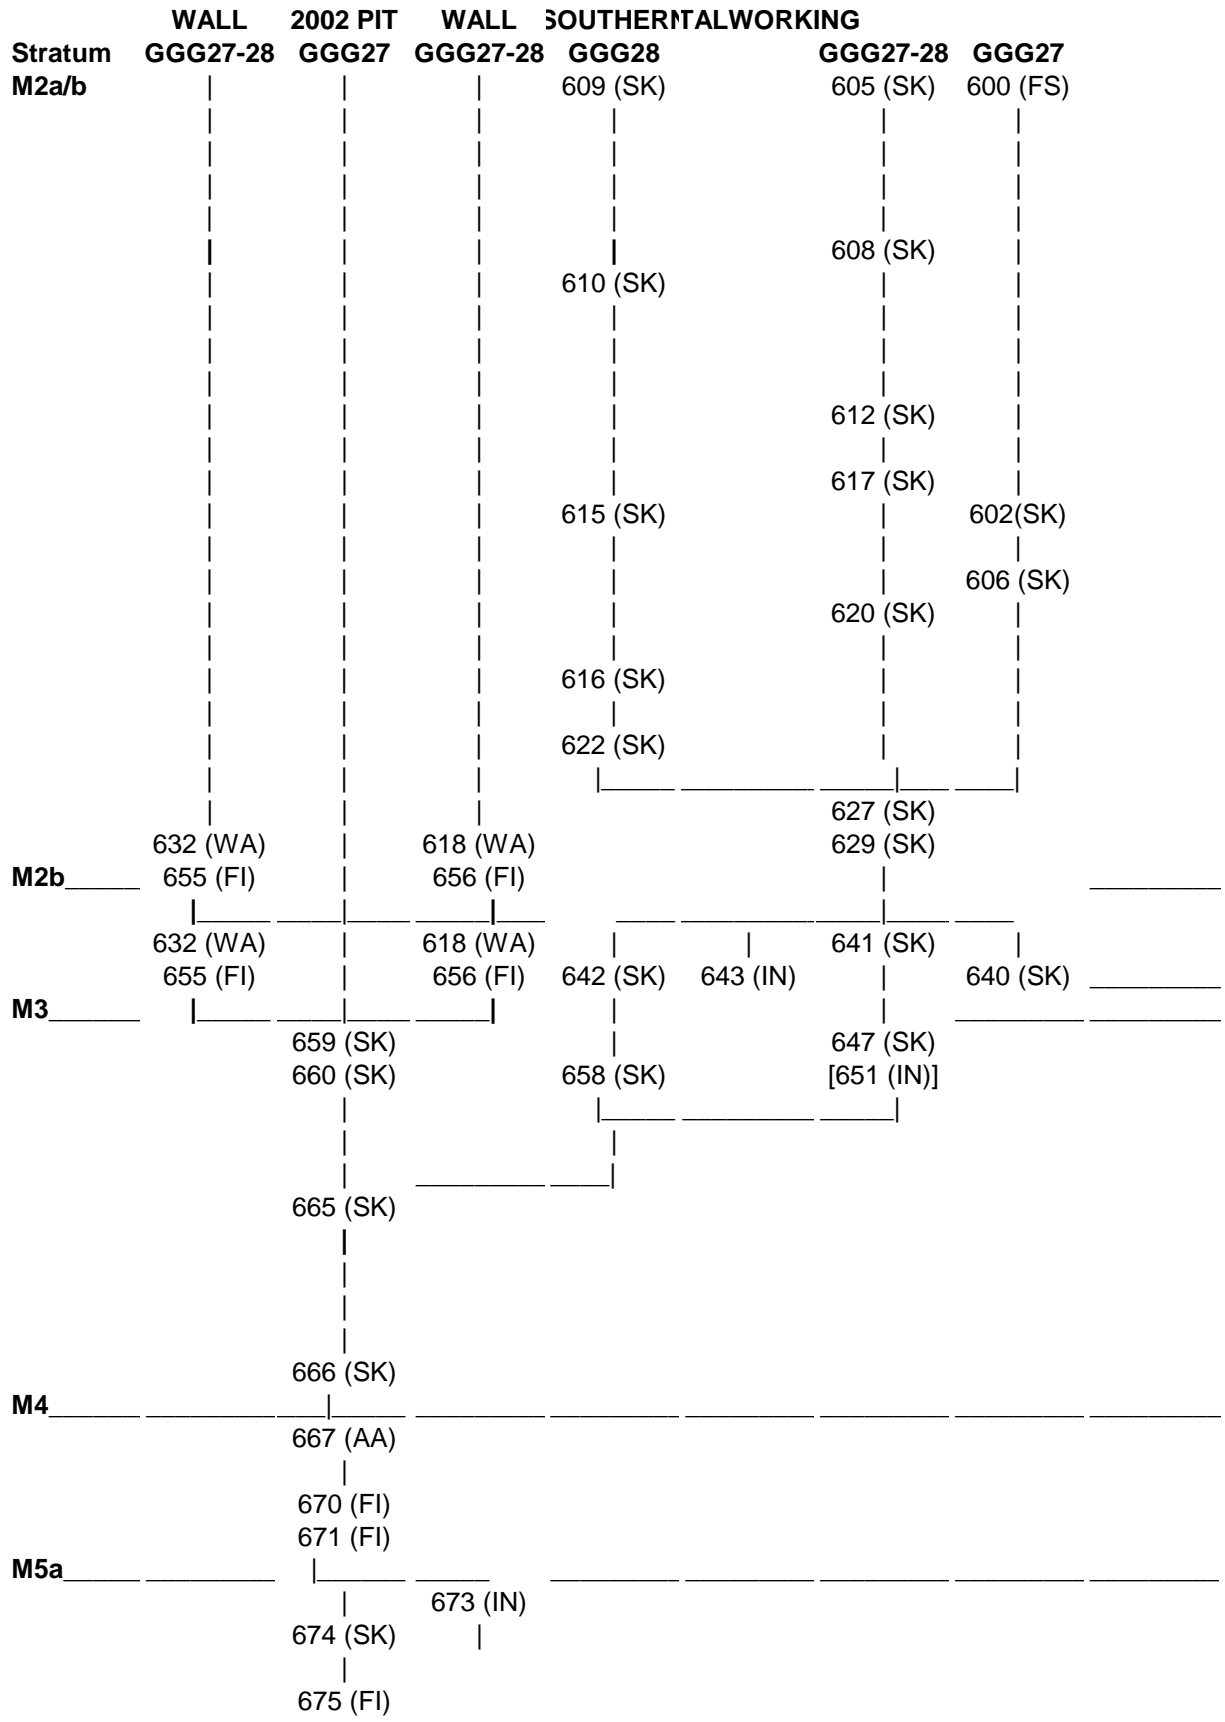 WALL 2002 PIT WALL SOUTHERN TALWORKING
Stratum GGG27-28 GGG27 GGG27-28 GGG28 GGG27-28 GGG27
M2a/b 609 (SK) 605 (SK) 600 (FS)
608 (SK)
610 (SK)
612 (SK)
617 (SK)
615 (SK) 602(SK)
606 (SK)
620 (SK)
616 (SK)
622 (SK)
627 (SK)
632 (WA) 618 (WA) 629 (SK)
M2b 655 (FI) 656 (FI)
632 (WA) 618 (WA) 641 (SK)
655 (FI) 656 (FI) 642 (SK) 643 (IN) 640 (SK)
M3
659 (SK) 647 (SK)
660 (SK) 658 (SK) [651 (IN)]
665 (SK)
666 (SK)
M4
667 (AA)
670 (FI)
671 (FI)
M5a
673 (IN)
674 (SK)
675 (FI)